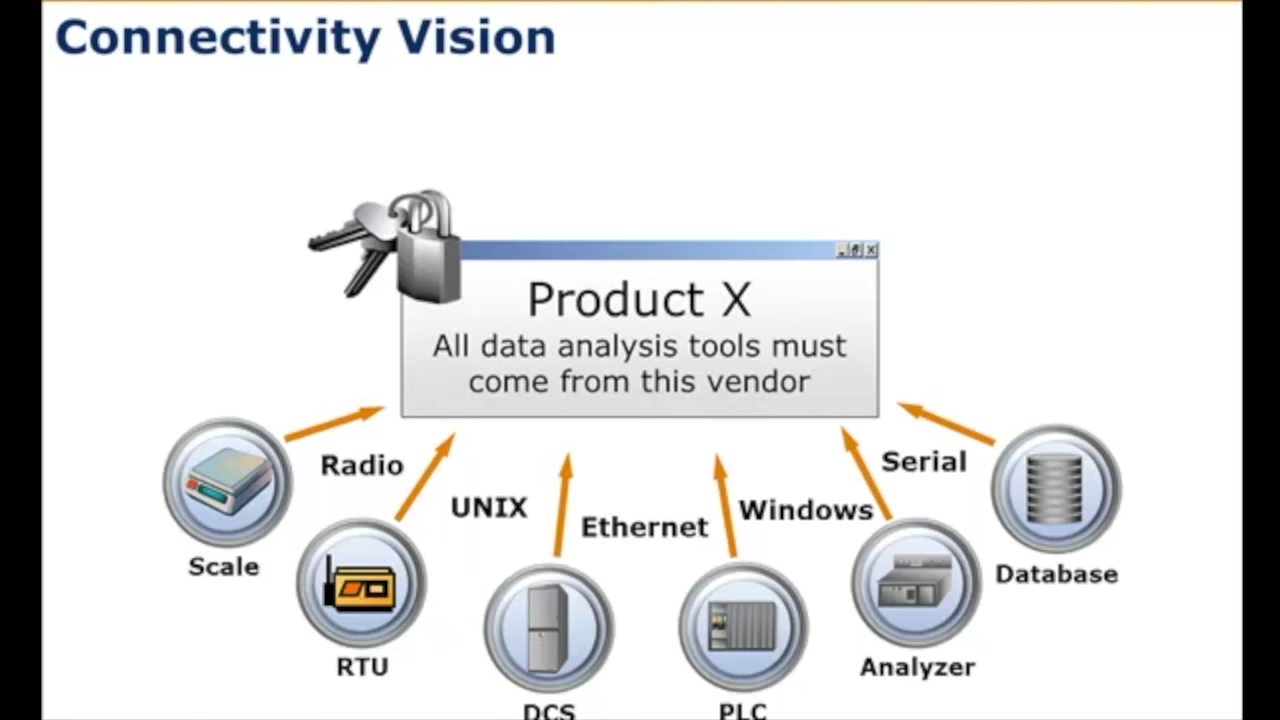 Connectivity Vision
Product X
All data analysis tools must
come from this vendor
Radio
Serial
UNIX
Ethernet
Windows
Scale
Database
RTU
Analyzer
DCS
PLC